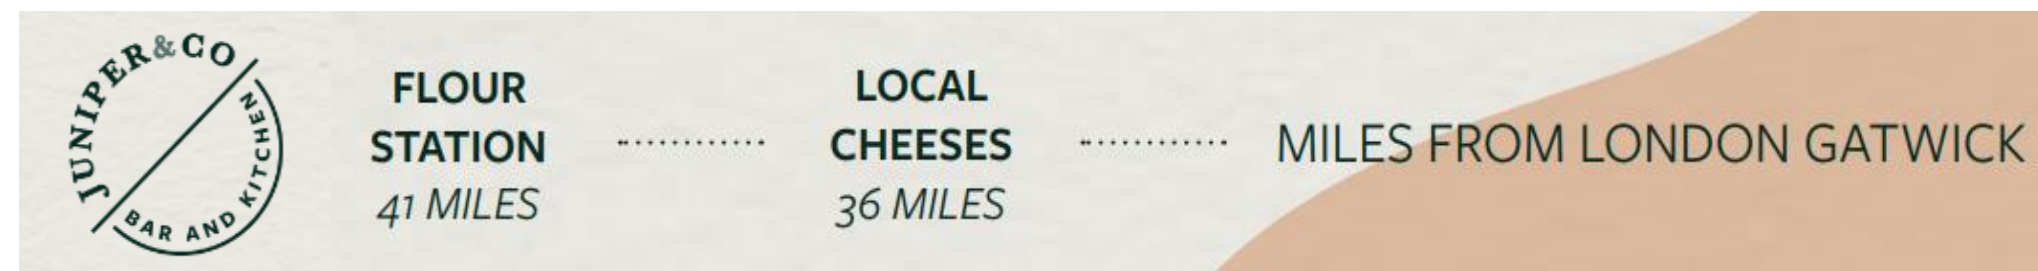 JUNIPER&CO
BAR AND KITCHEN
FLOUR
STATION
41 MILES
LOCAL
CHEESES
36 MILES
MILES FROM LONDON GATWICK